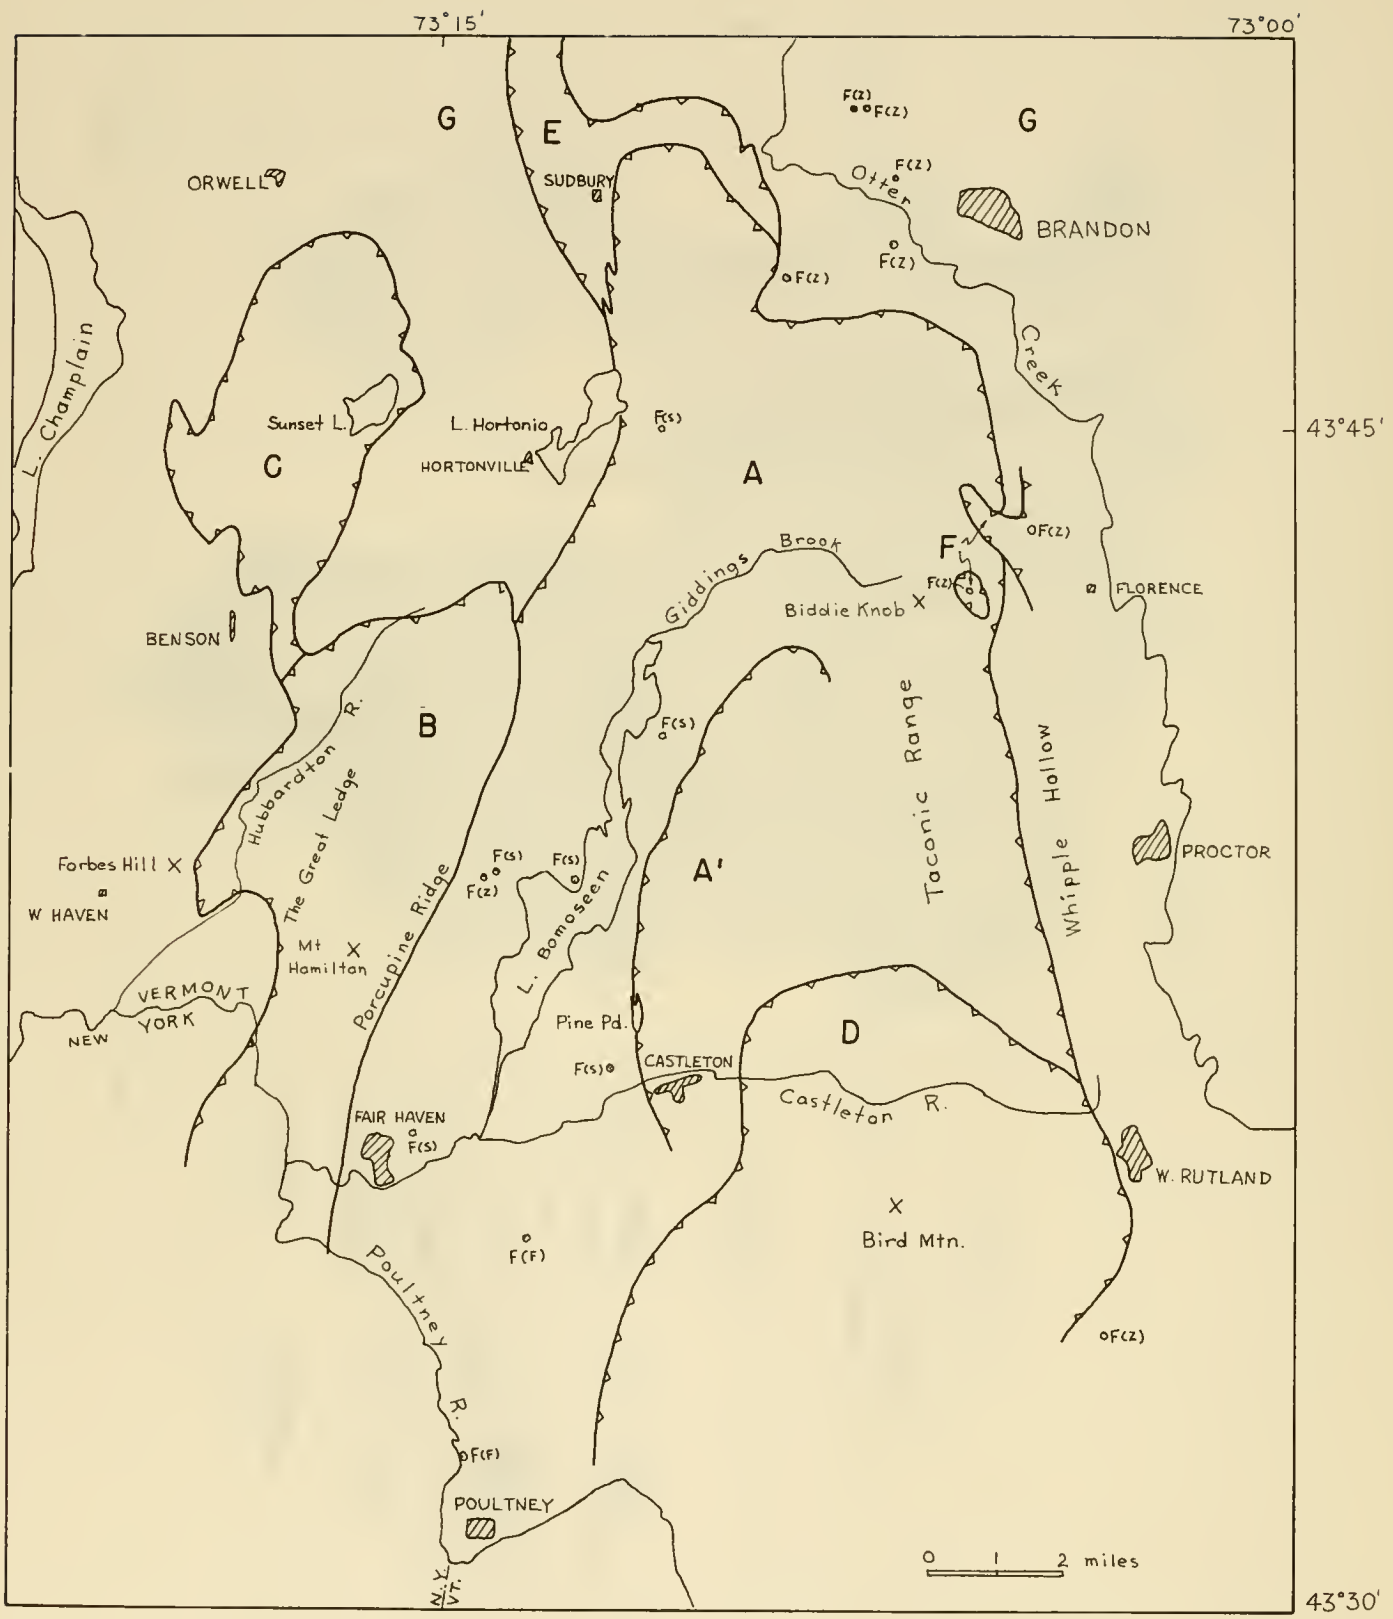 73°15'
73°00'
F(Z)
F(Z)
G
E
G
F(Z)
ORWELL
SUDBURY
Otter
BRANDON
F(Z)
F(Z)
L. Champlain
Creek
Sunset L.
L. Hortonia
F(S)
43°45'
C
HORTONVILLE
A
Brook
F
F(Z)
Giddings
F(Z)
FLORENCE
Biddie Knob
BENSON
B
R.
Hubbardton
F(S)
Taconic Range
Whipple Hollow
The Great Ledge
Forbes Hill
W HAVEN
F(S)
F(S)
F(Z)
A'
PROCTOR
Porcupine Ridge
L. Bomoseen
Mt
Hamilton
VERMONT
NEW YORK
Pine Pd.
D
F(S)
CASTLETON
Castleton R.
FAIR HAVEN
F(S)
W. RUTLAND
Bird Mtn.
F(F)
Poultney
R.
F(Z)
F(F)
POULTNEY
0 1 2 miles
N.Y.
VT.
43°30'